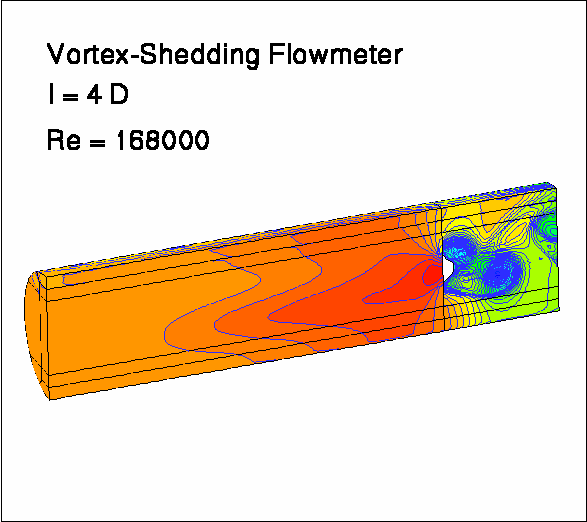 Vortex-Shedding Flowmeter
l = 4 D
Re = 168000